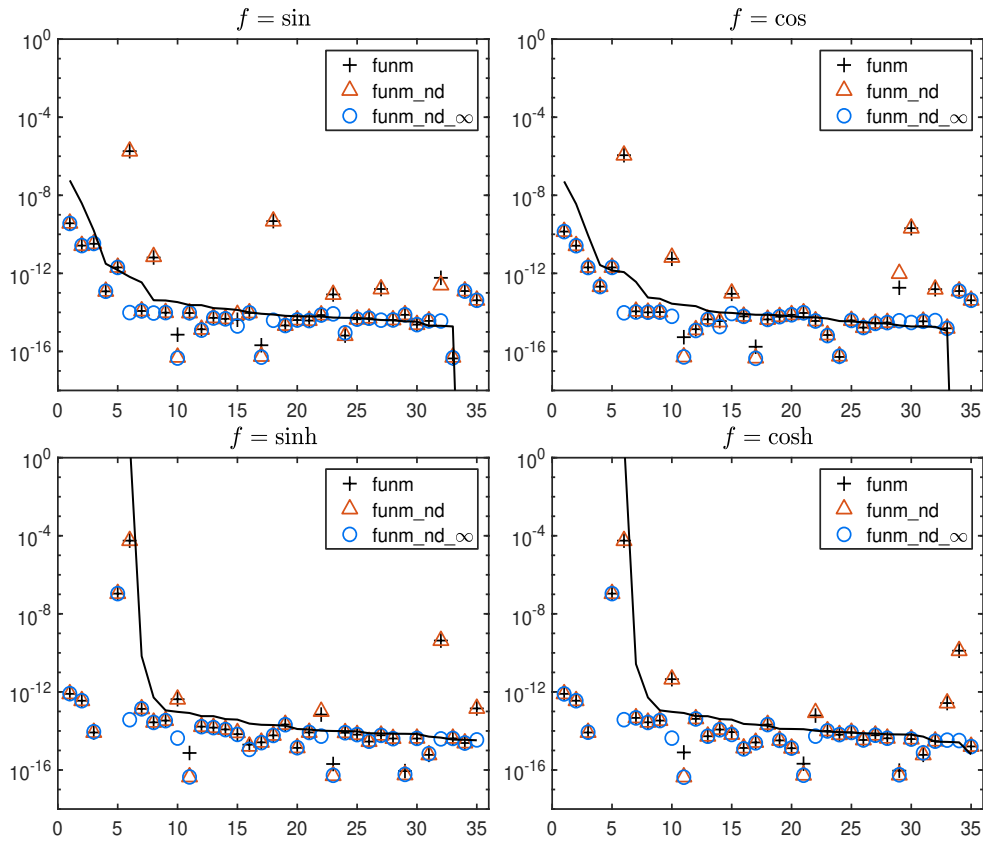 f = sin
10^0
10^-4
10^-8
10^-12
10^-16
funm
funm_nd
funm_nd_∞
0 5 10 15 20 25 30 35
f = cos
10^0
10^-4
10^-8
10^-12
10^-16
funm
funm_nd
funm_nd_∞
0 5 10 15 20 25 30 35
f = sinh
10^0
10^-4
10^-8
10^-12
10^-16
funm
funm_nd
funm_nd_∞
0 5 10 15 20 25 30 35
f = cosh
10^0
10^-4
10^-8
10^-12
10^-16
funm
funm_nd
funm_nd_∞
0 5 10 15 20 25 30 35